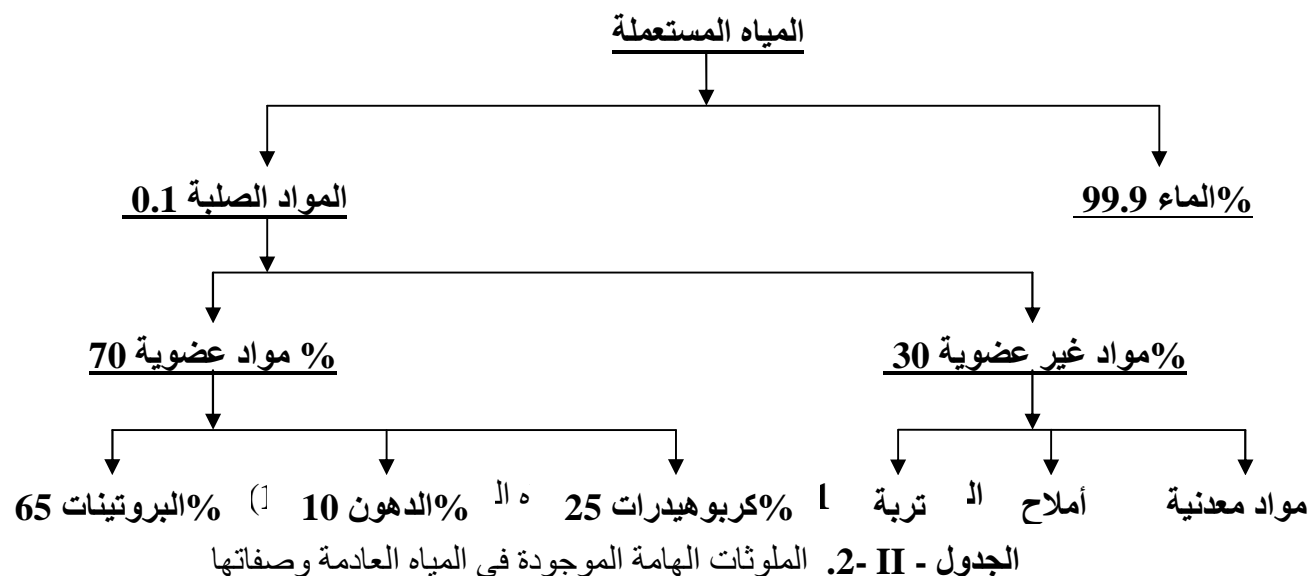 المياه المستعملة
%الماء 99.9
المواد الصلبة 0.1
%مواد غير عضوية 30
% مواد عضوية 70
مواد معدنية
أملاح
تربة
%كربوهيدرات 25
%الدهون 10
%البروتينات 65
الجدول - II -2. الملوثات الهامة الموجودة في المياه العادمة وصفاتها